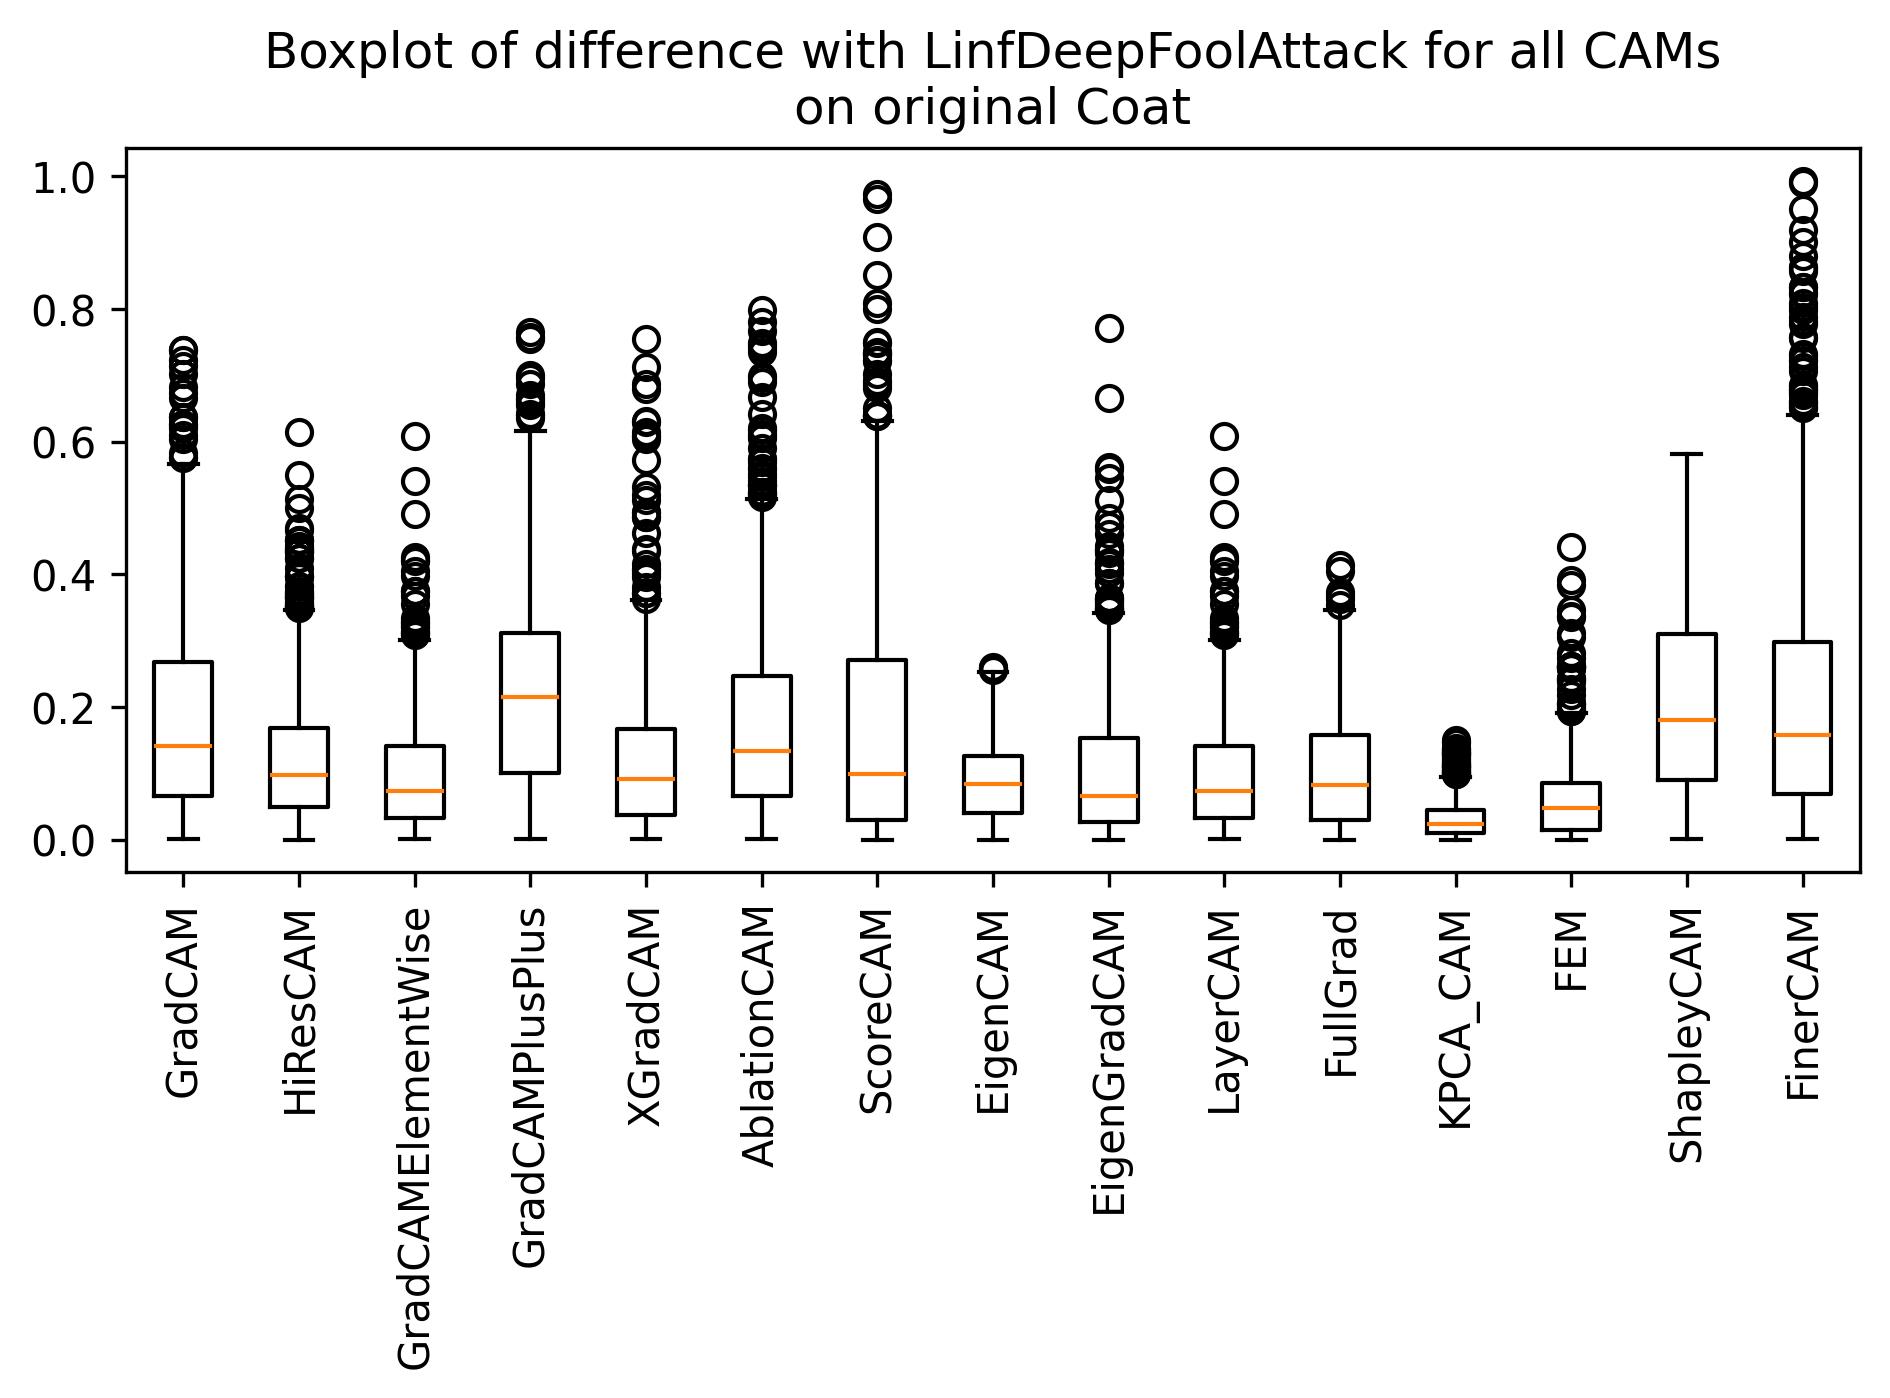 Boxplot of difference with LinfDeepFoolAttack for all CAMs
on original Coat
1.0
0.8
0.6
0.4
0.2
0.0
GradCAM
HiResCAM
GradCAMElementWise
GradCAMPlusPlus
XGradCAM
AblationCAM
ScoreCAM
EigenCAM
EigenGradCAM
LayerCAM
FullGrad
KPCA_CAM
FEM
ShapleyCAM
FinerCAM